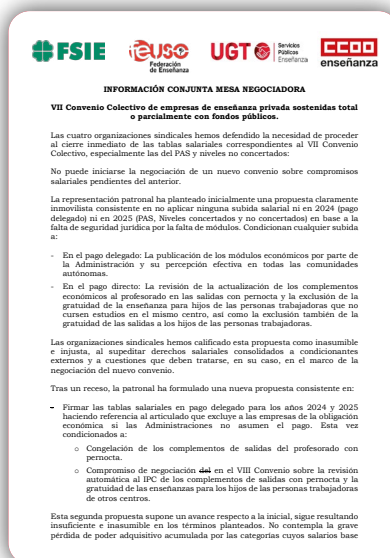 FSIE
feuso
Federación
de Enseñanza
UGT
Servicios
Públicos
Enseñanza
CCOO
enseñanza
INFORMACIÓN CONJUNTA MESA NEGOCIADORA
VII Convenio Colectivo de empresas de enseñanza privada sostenidas total
o parcialmente con fondos públicos.
Las cuatro organizaciones sindicales hemos defendido la necesidad de proceder
al cierre inmediato de las tablas salariales correspondientes al VII Convenio
Colectivo, especialmente las del PAS y niveles no concertados:
No puede iniciarse la negociación de un nuevo convenio sobre compromisos
salariales pendientes del anterior.
La representación patronal ha planteado inicialmente una propuesta claramente
inmovilista consistente en no aplicar ninguna subida salarial ni en 2024 (pago
delegado) ni en 2025 (PAS, Niveles concertados y no concertados) en base a la
falta de seguridad jurídica por la falta de módulos. Condicionan cualquier subida
a:
- En el pago delegado: La publicación de los módulos económicos por parte de
la Administración y su percepción efectiva en todas las comunidades
autónomas.
- En el pago directo: La revisión de la actualización de los complementos
económicos al profesorado en las salidas con pernocta y la exclusión de la
gratuidad de la enseñanza para hijos de las personas trabajadoras que no
cursen estudios en el mismo centro, así como la exclusión también de la
gratuidad de las salidas a los hijos de las personas trabajadoras.
Las organizaciones sindicales hemos calificado esta propuesta como inasumible
e injusta, al supeditar derechos salariales consolidados a condicionantes
externos y a cuestiones que deben tratarse, en su caso, en el marco de la
negociación del nuevo convenio.
Tras un receso, la patronal ha formulado una nueva propuesta consistente en:
- Firmar las tablas salariales en pago delegado para los años 2024 y 2025
haciendo referencia al articulado que excluye a las empresas de la obligación
económica si las Administraciones no asumen el pago. Esta vez
condicionados a:
o Congelación de los complementos de salidas del profesorado con
pernocta.
o Compromiso de negociación del en el VIII Convenio sobre la revisión
automática al IPC de los complementos de salidas con pernocta y la
gratuidad de las enseñanzas para los hijos de las personas trabajadoras
de otros centros.
Esta segunda propuesta supone un avance respecto a la inicial, sigue resultando
insuficiente e inasumible en los términos planteados. No contempla la grave
pérdida de poder adquisitivo acumulada por las categorías cuyos salarios base